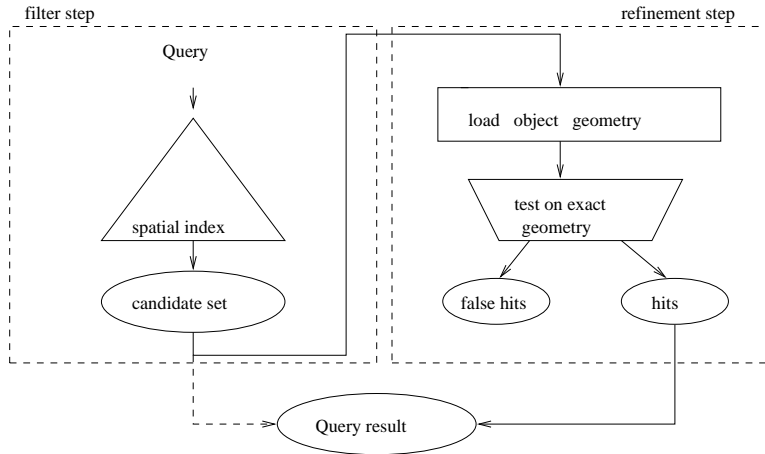 filter step
refinement step
Query
load object geometry
spatial index
test on exact
geometry
candidate set
false hits
hits
Query result